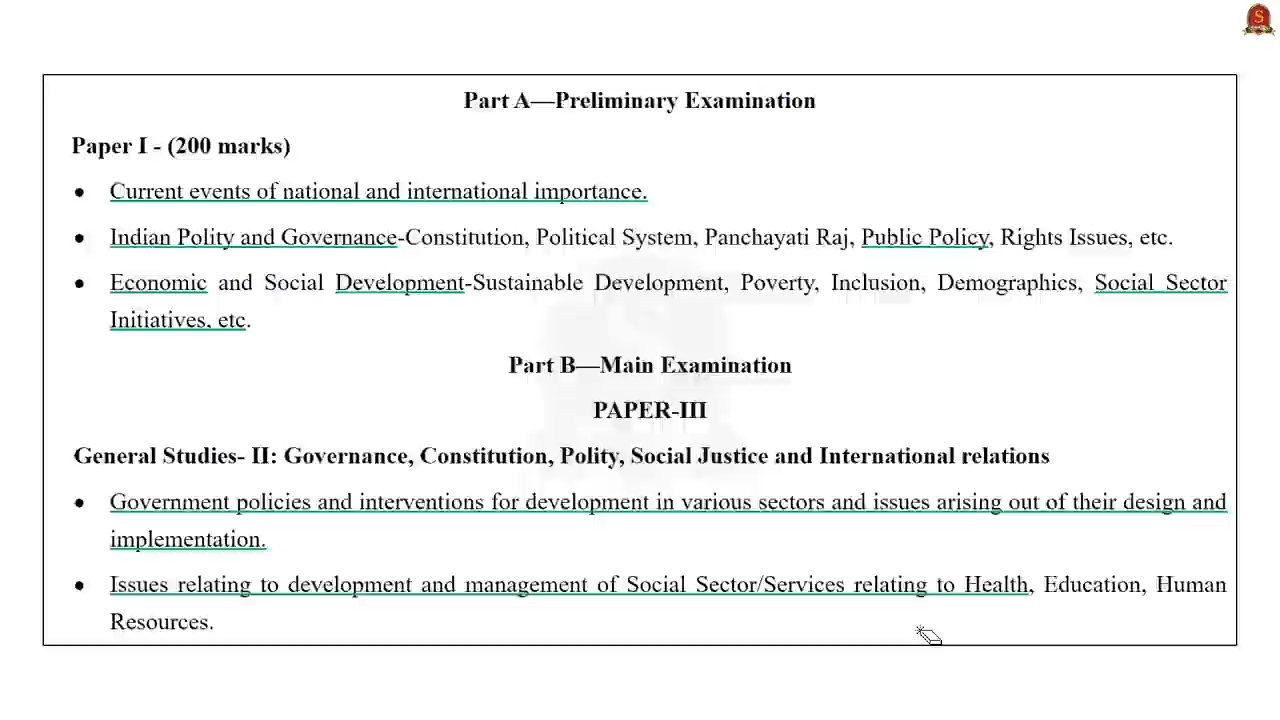 Part A—Preliminary Examination
Paper I - (200 marks)
• Current events of national and international importance.
• Indian Polity and Governance-Constitution, Political System, Panchayati Raj, Public Policy, Rights Issues, etc.
• Economic and Social Development-Sustainable Development, Poverty, Inclusion, Demographics, Social Sector
Initiatives, etc.
Part B—Main Examination
PAPER-III
General Studies- II: Governance, Constitution, Polity, Social Justice and International relations
• Government policies and interventions for development in various sectors and issues arising out of their design and
implementation.
• Issues relating to development and management of Social Sector/Services relating to Health, Education, Human
Resources.